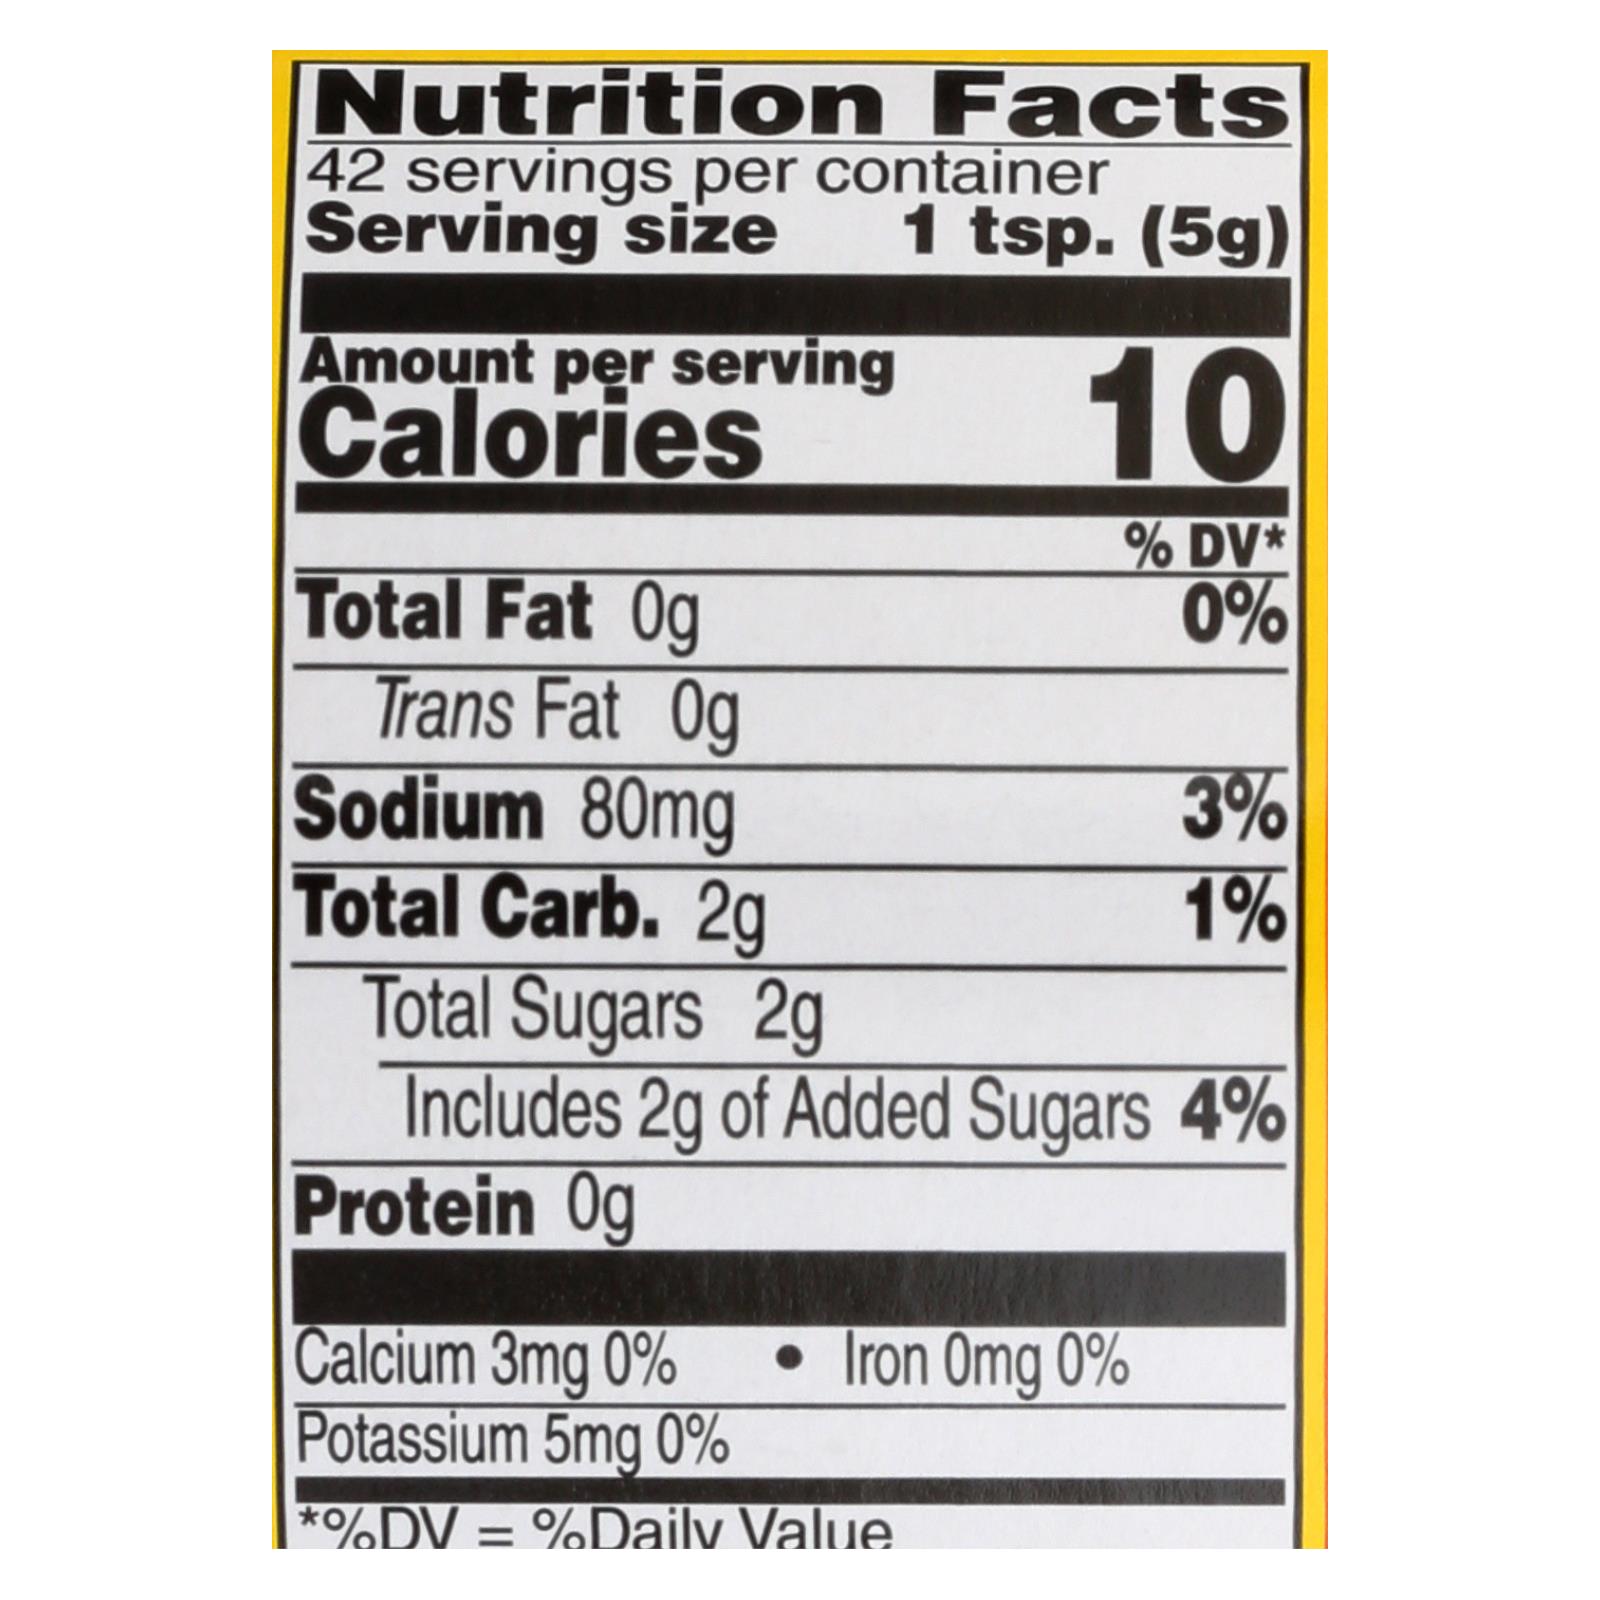 Nutrition Facts
42 servings per container
Serving size 1 tsp. (5g)
Amount per serving
Calories 10
% DV*
Total Fat 0g 0%
Trans Fat 0g
Sodium 80mg 3%
Total Carb. 2g 1%
Total Sugars 2g
Includes 2g of Added Sugars 4%
Protein 0g
Calcium 3mg 0% • Iron 0mg 0%
Potassium 5mg 0%
*%DV = %Daily Value